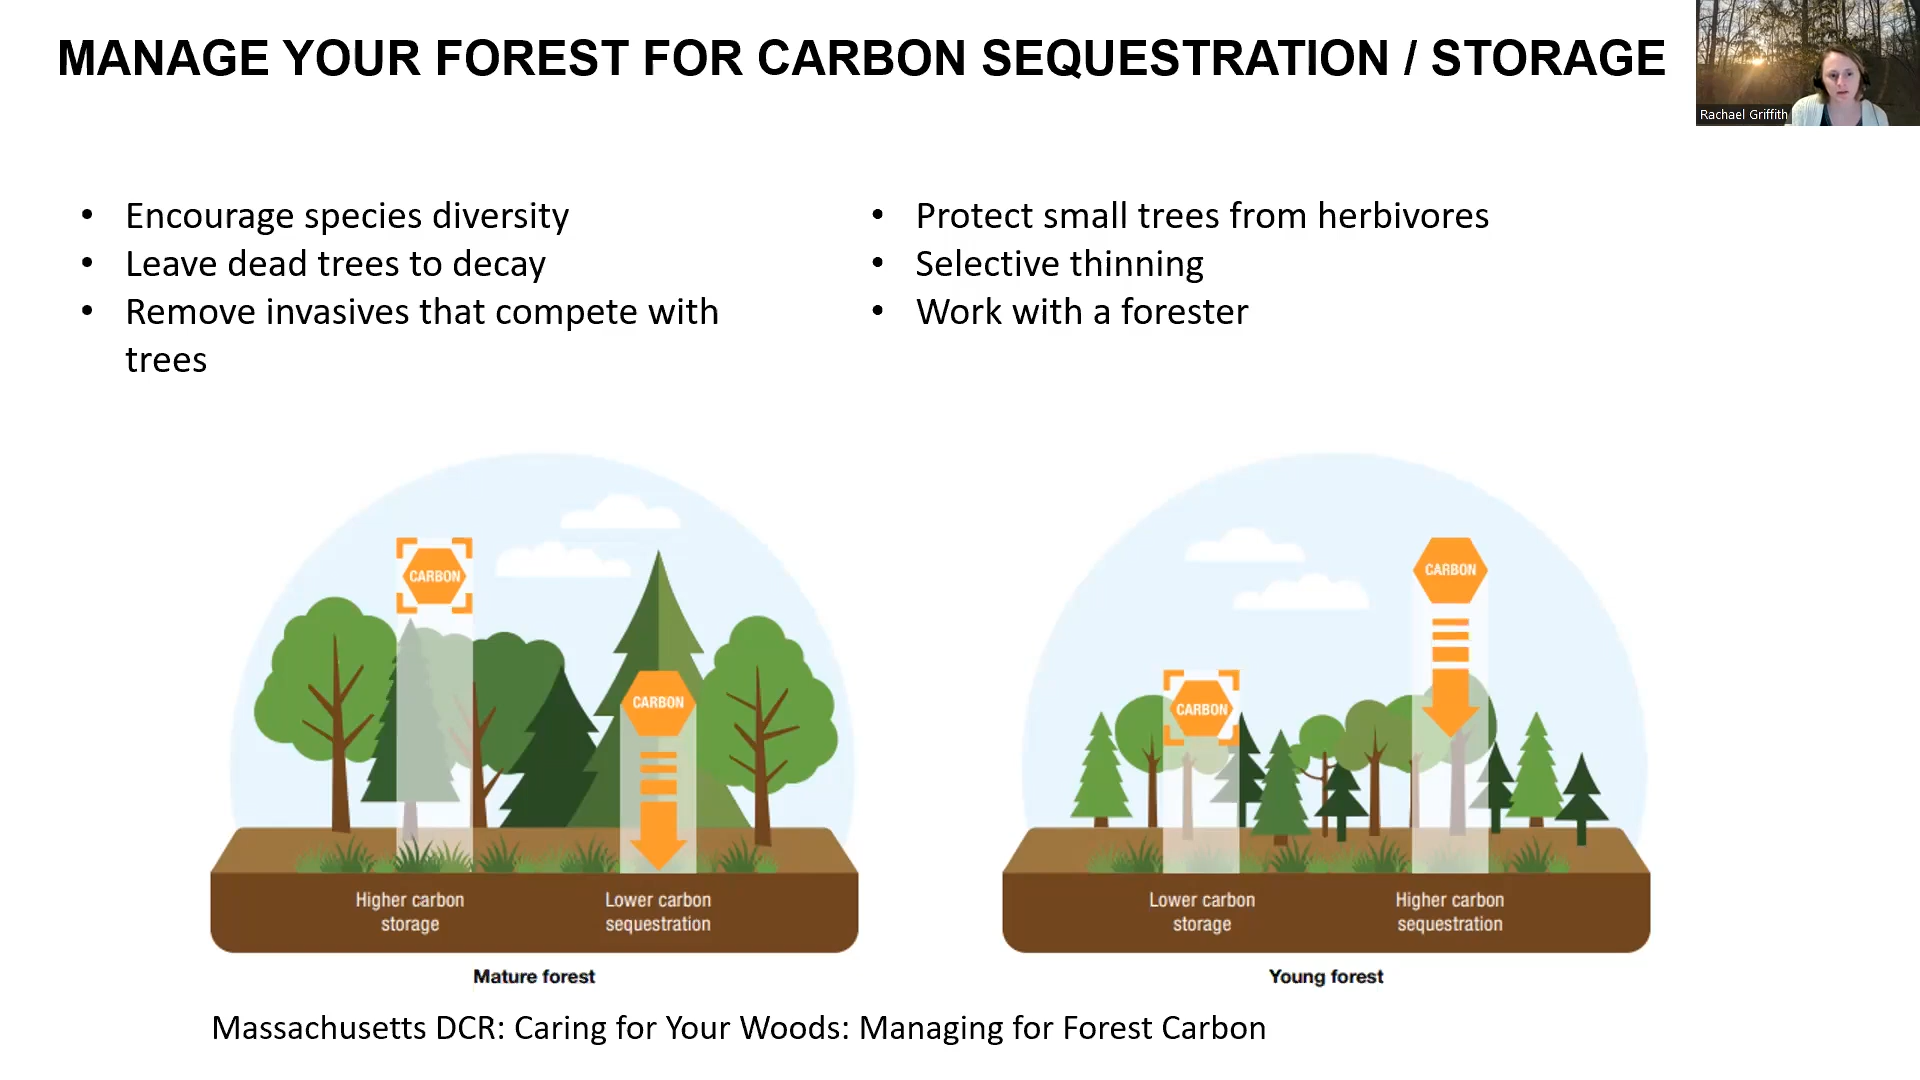 MANAGE YOUR FOREST FOR CARBON SEQUESTRATION / STORAGE
Rachael Griffith
• Encourage species diversity
• Leave dead trees to decay
• Remove invasives that compete with
trees
• Protect small trees from herbivores
• Selective thinning
• Work with a forester
CARBON
CARBON
Higher carbon
storage
Lower carbon
sequestration
Mature forest
CARBON
CARBON
Lower carbon
storage
Higher carbon
sequestration
Young forest
Massachusetts DCR: Caring for Your Woods: Managing for Forest Carbon